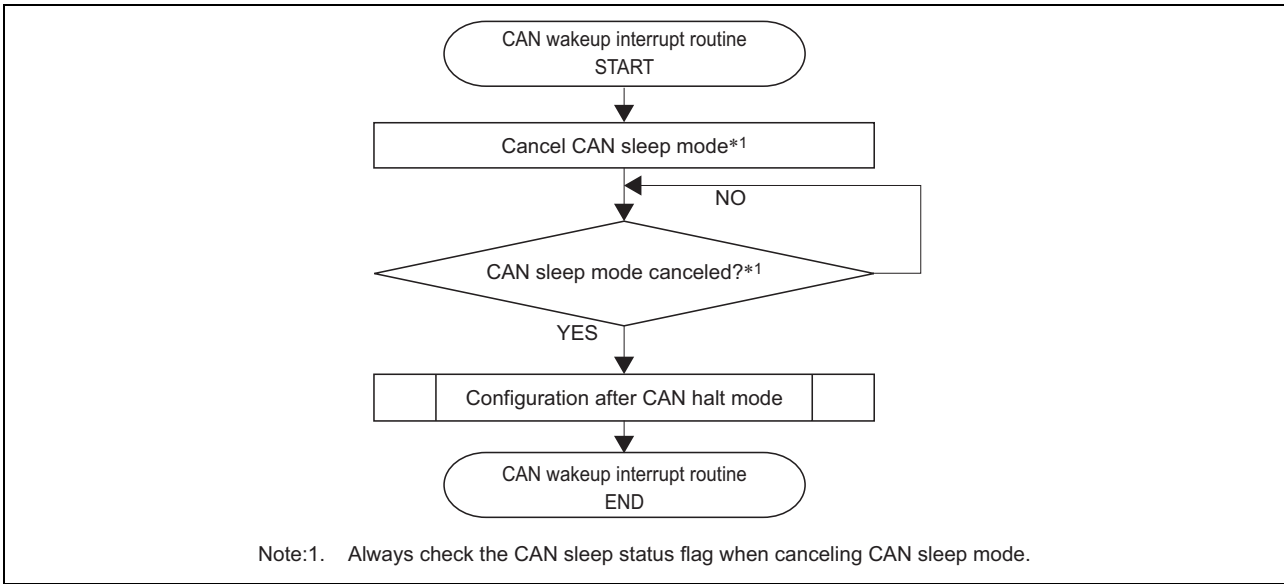 CAN wakeup interrupt routine
START
Cancel CAN sleep mode*1
NO
CAN sleep mode canceled?*1
YES
Configuration after CAN halt mode
CAN wakeup interrupt routine
END
Note:1. Always check the CAN sleep status flag when canceling CAN sleep mode.